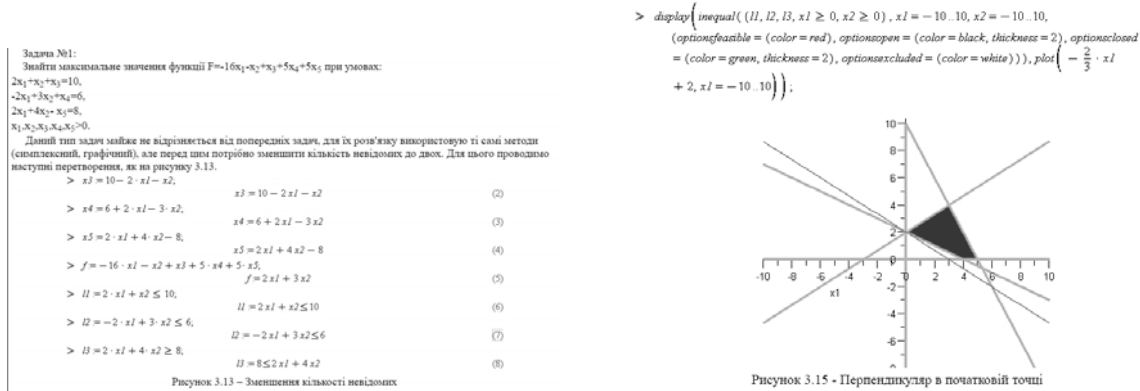 Задача №1:
Знайти максимальне значення функції F=-16x₁-x₂+x₃+5x₄+5x₅ при умовах:
2x₁+x₂+x₃=10,
-2x₁+3x₂+x₄=6,
2x₁+4x₂- x₅=8,
x₁,x₂,x₃,x₄,x₅>0.
Даний тип задач майже не відрізняється від попередніх задач, для їх розв'язку використовую ті самі методи
(симплексний, графічний), але перед цим потрібно зменшити кількість невідомих до двох. Для цього проводимо
наступні перетворення, як на рисунку 3.13.
> x3 := 10 − 2 · x1 − x2;
x3 := 10 − 2 x1 − x2 (2)
> x4 := 6 + 2 · x1 − 3 · x2;
x4 := 6 + 2 x1 − 3 x2 (3)
> x5 := 2 · x1 + 4 · x2 − 8;
x5 := 2 x1 + 4 x2 − 8 (4)
> f := −16 · x1 − x2 + x3 + 5 · x4 + 5 · x5;
f := 2 x1 + 3 x2 (5)
> l1 := 2 · x1 + x2 ≤ 10;
l1 := 2 x1 + x2 ≤ 10 (6)
> l2 := −2 · x1 + 3 · x2 ≤ 6;
l2 := −2 x1 + 3 x2 ≤ 6 (7)
> l3 := 2 · x1 + 4 · x2 ≥ 8;
l3 := 8 ≤ 2 x1 + 4 x2 (8)
Рисунок 3.13 – Зменшення кількості невідомих
> display(inequal((l1, l2, l3, x1 ≥ 0, x2 ≥ 0), x1 = −10 ..10, x2 = −10 ..10,
(optionsfeasible = (color = red), optionsopen = (color = black, thickness = 2), optionsclosed
= (color = green, thickness = 2), optionsexcluded = (color = white))), plot(− 2/3 · x1
+ 2, x1 = −10 ..10));
10
8
6
4
2
0
-10 -8 -6 -4 -2 0 2 4 6 8 10
x1
-2
-4
-6
Рисунок 3.15 - Перпендикуляр в початковій точці